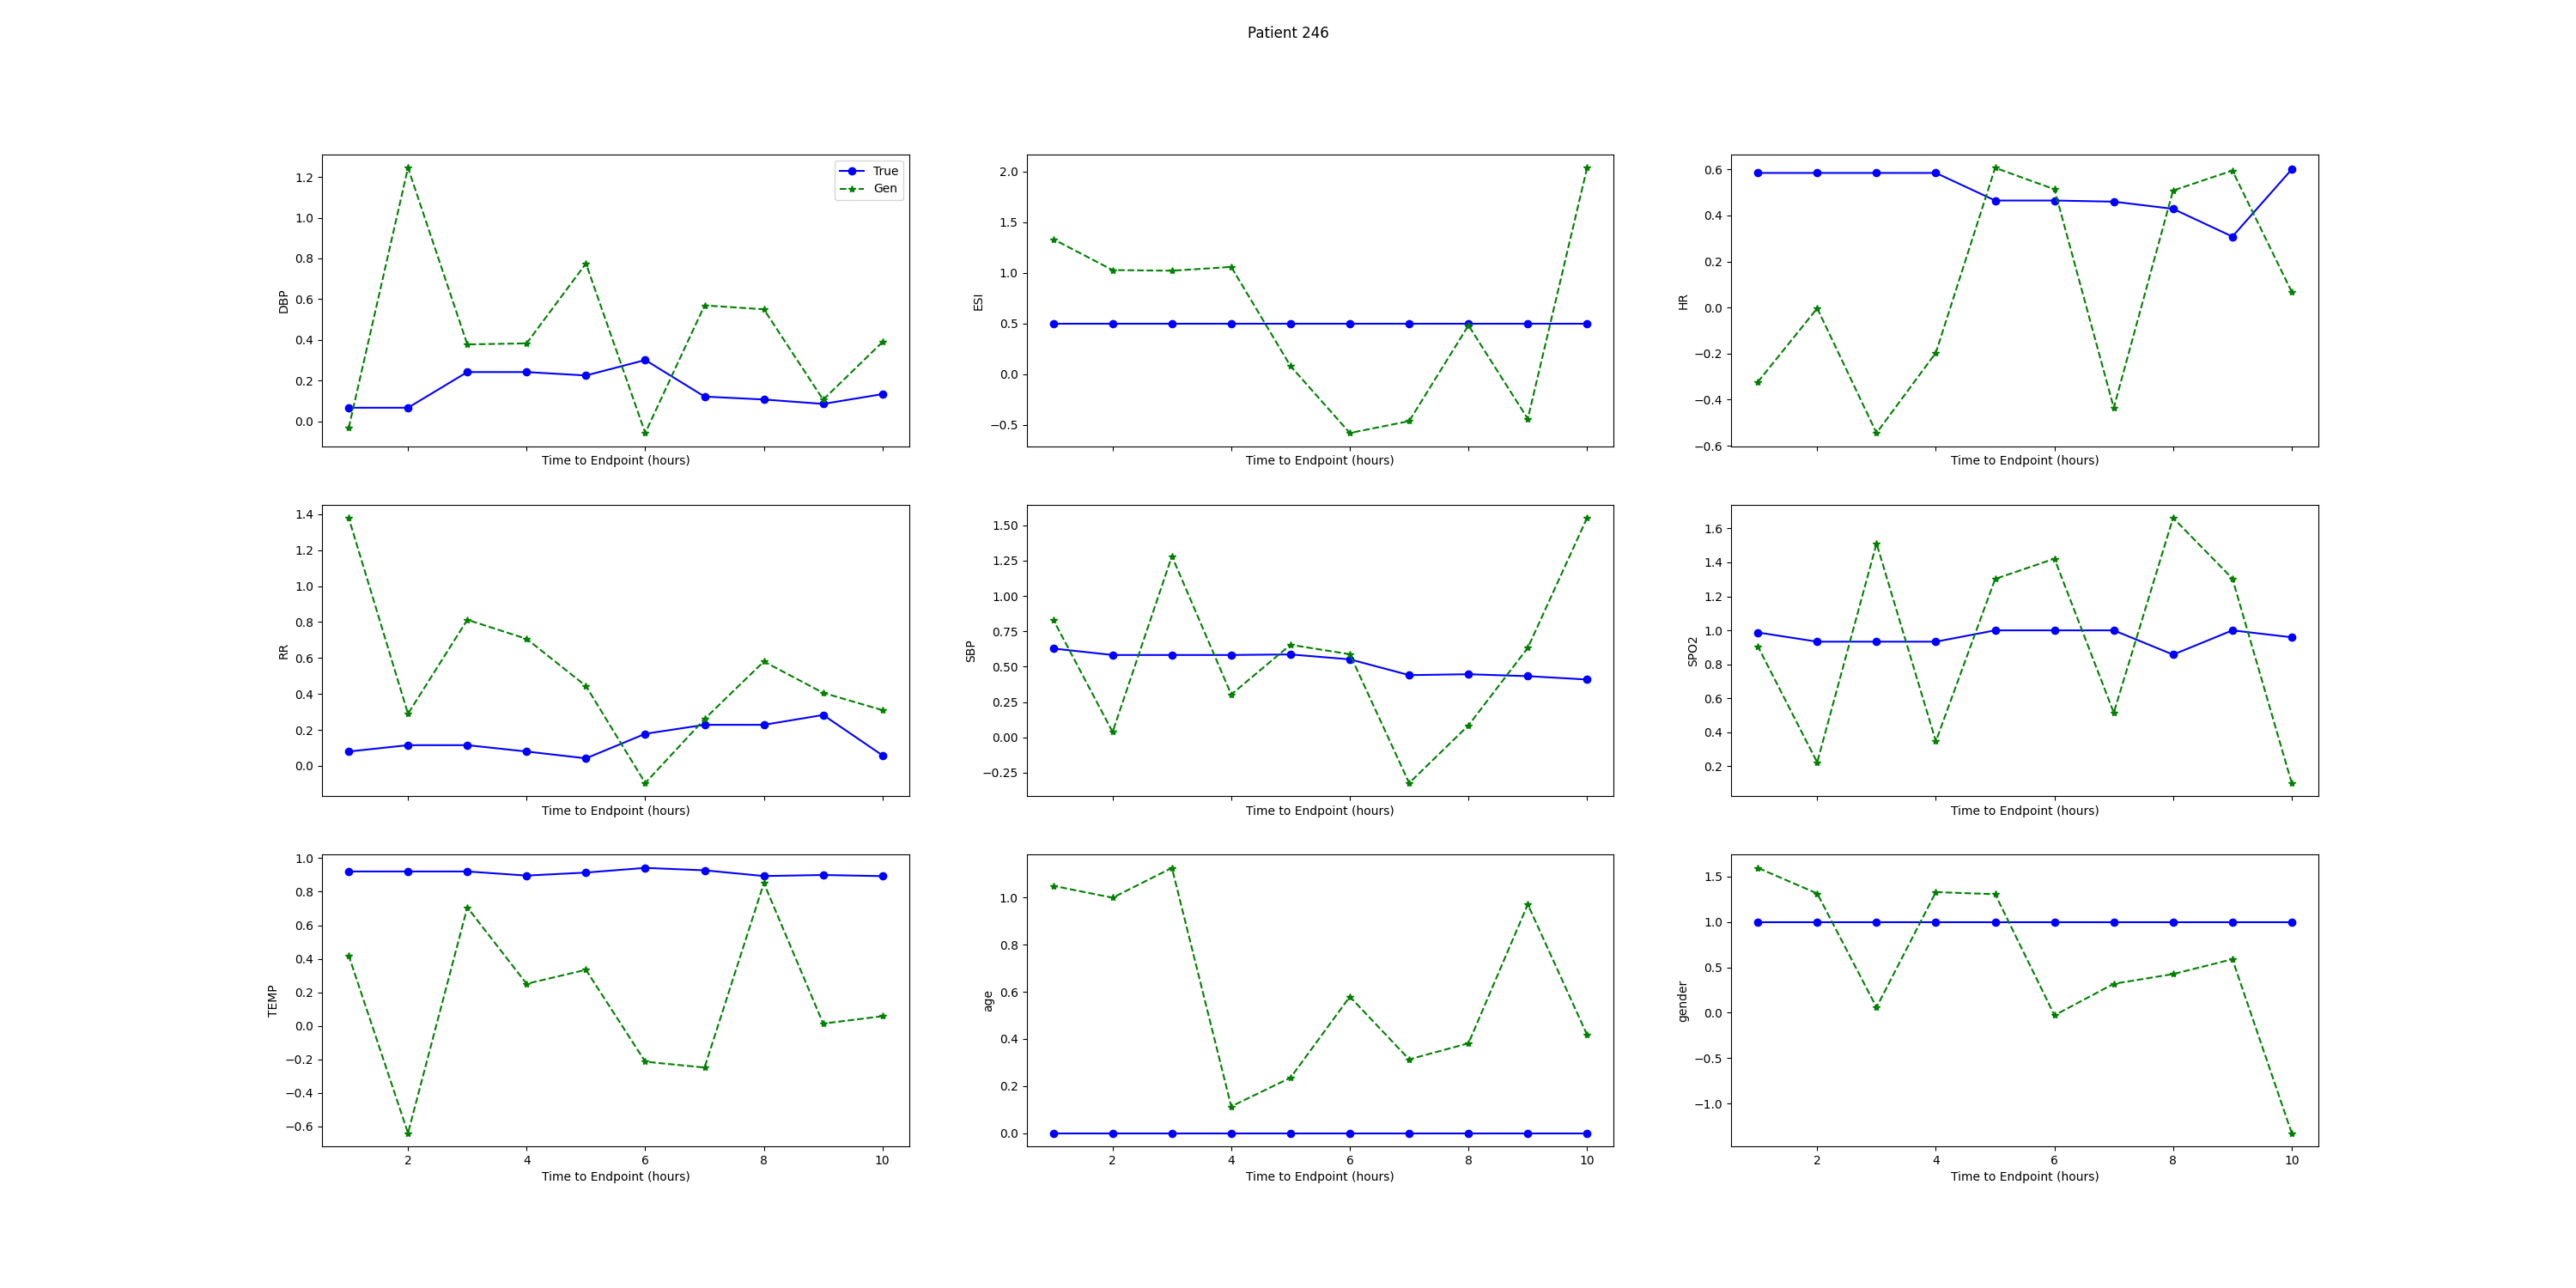 Patient 246
1.2
1.0
0.8
0.6
0.4
0.2
0.0
DBP
True
Gen
Time to Endpoint (hours)
2.0
1.5
1.0
0.5
0.0
−0.5
ESI
Time to Endpoint (hours)
0.6
0.4
0.2
0.0
−0.2
−0.4
−0.6
HR
Time to Endpoint (hours)
1.4
1.2
1.0
0.8
0.6
0.4
0.2
0.0
RR
Time to Endpoint (hours)
1.50
1.25
1.00
0.75
0.50
0.25
0.00
−0.25
SBP
Time to Endpoint (hours)
1.6
1.4
1.2
1.0
0.8
0.6
0.4
0.2
SPO2
Time to Endpoint (hours)
1.0
0.8
0.6
0.4
0.2
0.0
−0.2
−0.4
−0.6
TEMP
2 4 6 8 10
Time to Endpoint (hours)
1.0
0.8
0.6
0.4
0.2
0.0
age
2 4 6 8 10
Time to Endpoint (hours)
1.5
1.0
0.5
0.0
−0.5
−1.0
gender
2 4 6 8 10
Time to Endpoint (hours)